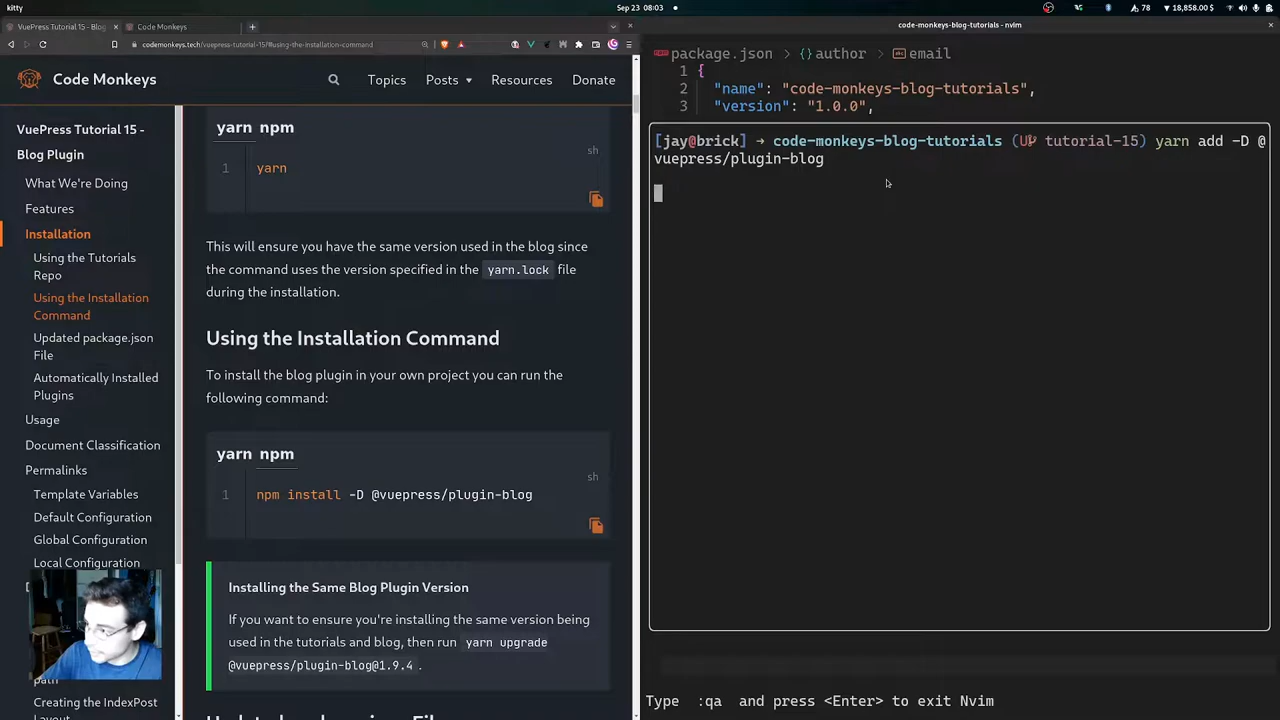 kitty
Sep 23 08:03
78
18,858.00 $
VuePress Tutorial 15 - Blog
Code Monkeys
codemonkeys.tech/vuepress-tutorial-15/#using-the-installation-command
Code Monkeys
Topics
Posts
Resources
Donate
VuePress Tutorial 15 -
Blog Plugin
What We're Doing
Features
Installation
Using the Tutorials
Repo
Using the Installation
Command
Updated package.json
File
Automatically Installed
Plugins
Usage
Document Classification
Permalinks
Template Variables
Default Configuration
Global Configuration
Local Configuration
path
Creating the IndexPost
Layout
yarn npm
sh
1 yarn
This will ensure you have the same version used in the blog since
the command uses the version specified in the yarn.lock file
during the installation.
Using the Installation Command
To install the blog plugin in your own project you can run the
following command:
yarn npm
sh
1 npm install -D @vuepress/plugin-blog
Installing the Same Blog Plugin Version
If you want to ensure you're installing the same version being
used in the tutorials and blog, then run yarn upgrade
@vuepress/plugin-blog@1.9.4 .
code-monkeys-blog-tutorials - nvim
package.json > {} author > email
1 {
2 "name": "code-monkeys-blog-tutorials",
3 "version": "1.0.0",
[jay@brick] → code-monkeys-blog-tutorials (U tutorial-15) yarn add -D @
vuepress/plugin-blog
Type :qa and press <Enter> to exit Nvim